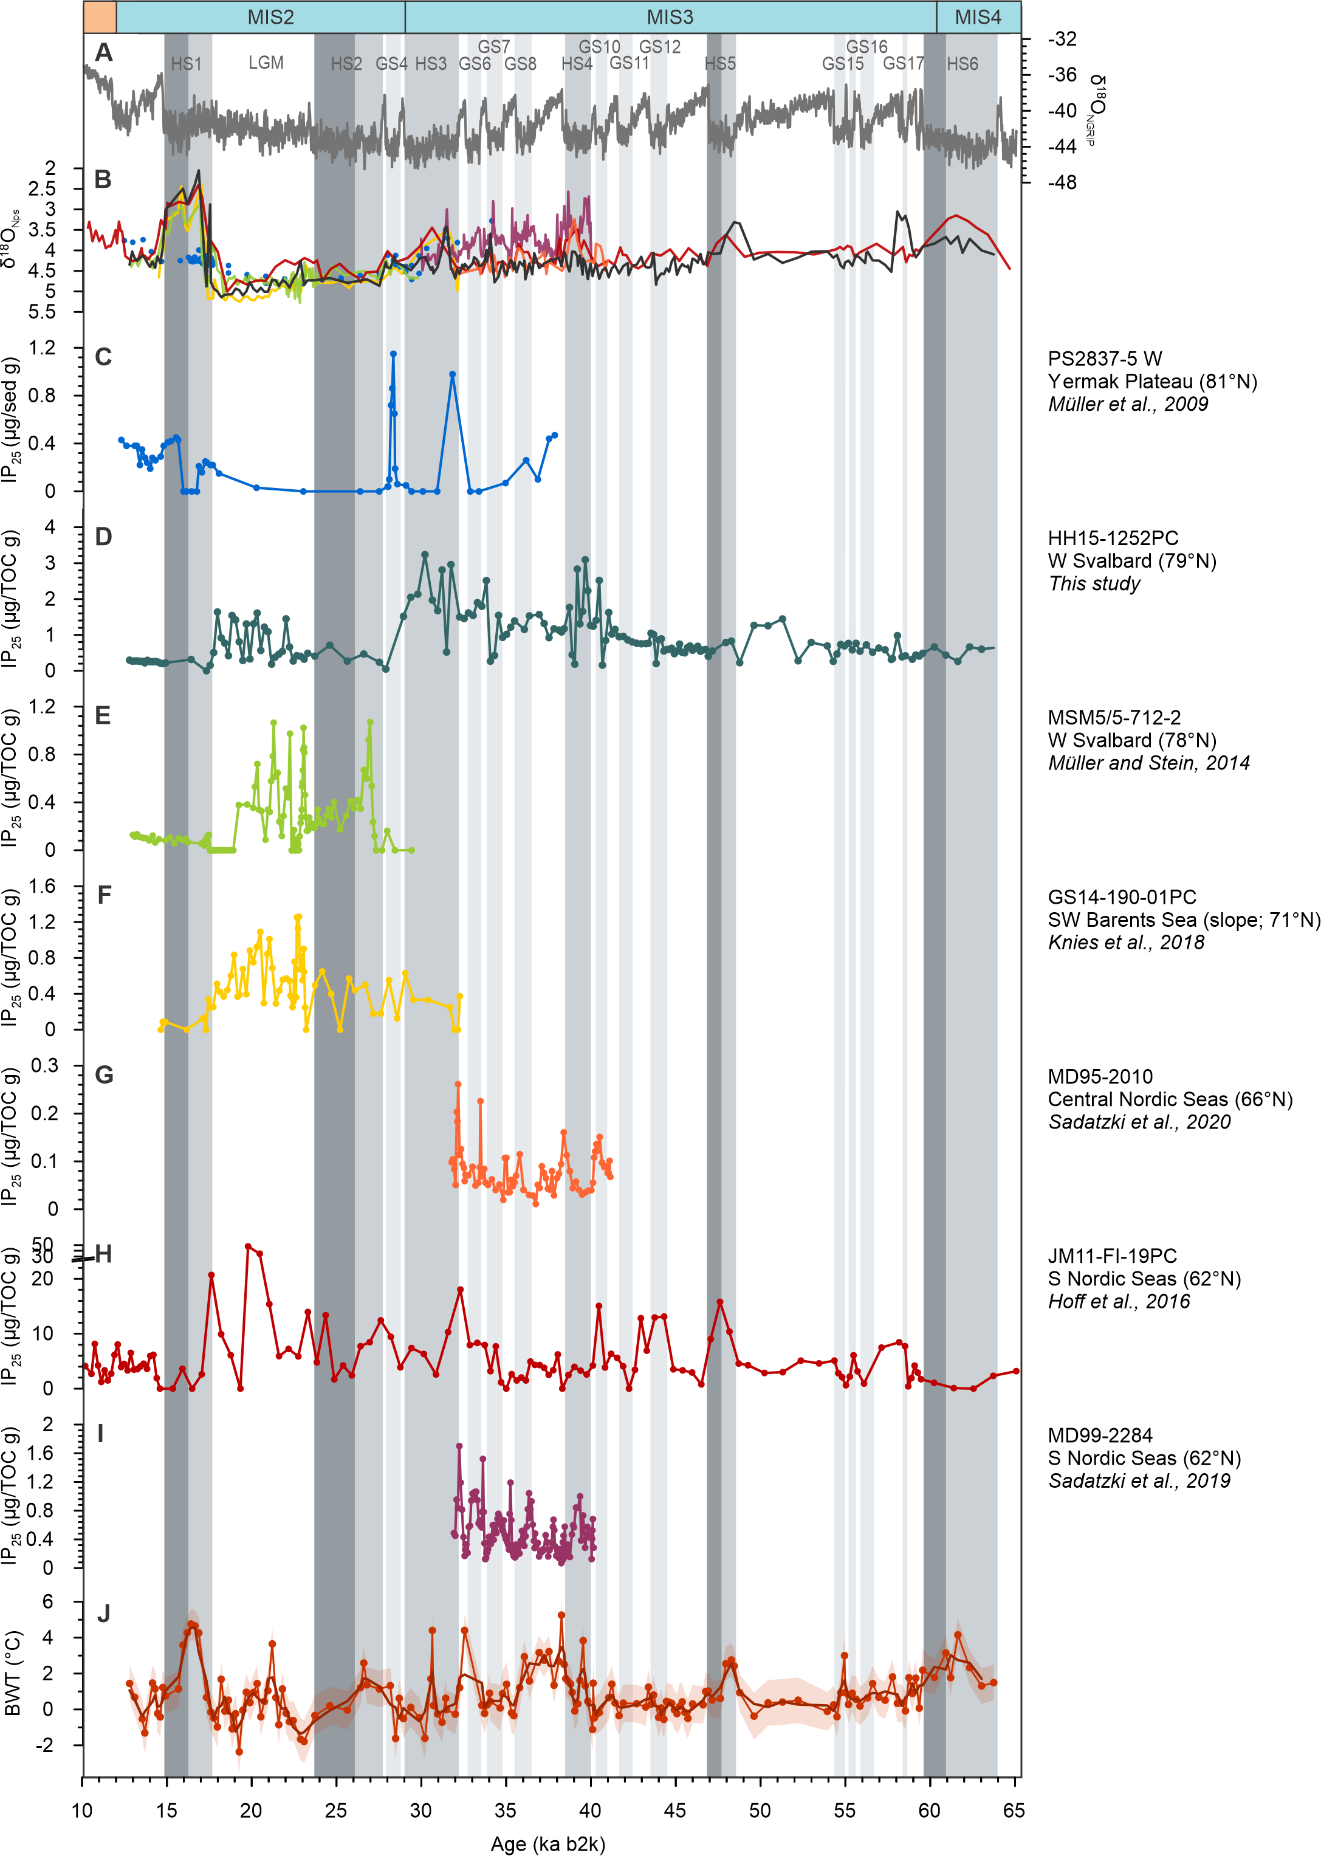 MIS2 MIS3 MIS4
A
GS7 GS10 GS12 GS16
HS1 LGM HS2 GS4 HS3 GS6 GS8 HS4 GS11 HS5 GS15 GS17 HS6
-32
-36
-40
-44
-48
δ18O NGRIP
B
2
2.5
3
3.5
4
4.5
5
5.5
δ18O Nps
C
1.2
0.8
0.4
0
IP25 (µg/sed g)
PS2837-5 W
Yermak Plateau (81°N)
Müller et al., 2009
D
4
3
2
1
0
IP25 (µg/TOC g)
HH15-1252PC
W Svalbard (79°N)
This study
E
1.2
0.8
0.4
0
IP25 (µg/TOC g)
MSM5/5-712-2
W Svalbard (78°N)
Müller and Stein, 2014
F
1.6
1.2
0.8
0.4
0
IP25 (µg/TOC g)
GS14-190-01PC
SW Barents Sea (slope; 71°N)
Knies et al., 2018
G
0.3
0.2
0.1
0
IP25 (µg/TOC g)
MD95-2010
Central Nordic Seas (66°N)
Sadatzki et al., 2020
H
50
30
20
10
0
IP25 (µg/TOC g)
JM11-FI-19PC
S Nordic Seas (62°N)
Hoff et al., 2016
I
2
1.6
1.2
0.8
0.4
0
IP25 (µg/TOC g)
MD99-2284
S Nordic Seas (62°N)
Sadatzki et al., 2019
J
6
4
2
0
-2
BWT (°C)
10 15 20 25 30 35 40 45 50 55 60 65
Age (ka b2k)